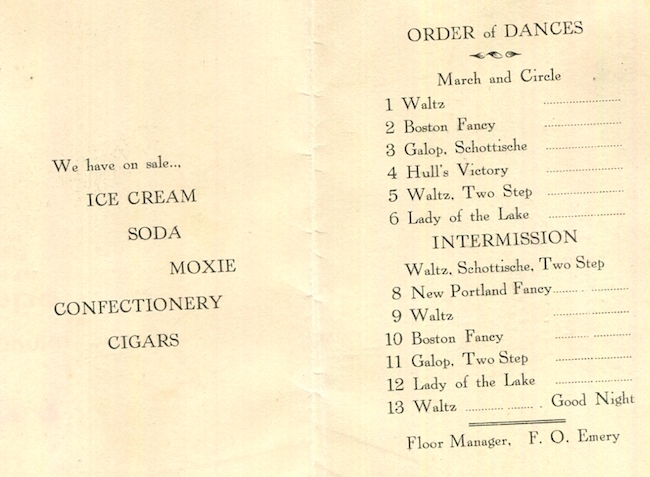 We have on sale...
ICE CREAM
SODA
MOXIE
CONFECTIONERY
CIGARS
ORDER of DANCES
March and Circle
1 Waltz ....................
2 Boston Fancy ....................
3 Galop, Schottische ....................
4 Hull's Victory ....................
5 Waltz, Two Step ....................
6 Lady of the Lake ....................
INTERMISSION
Waltz, Schottische, Two Step
8 New Portland Fancy........ ..........
9 Waltz ....................
10 Boston Fancy ....................
11 Galop, Two Step ....................
12 Lady of the Lake ....................
13 Waltz ............ ........ . Good Night
Floor Manager, F. O. Emery